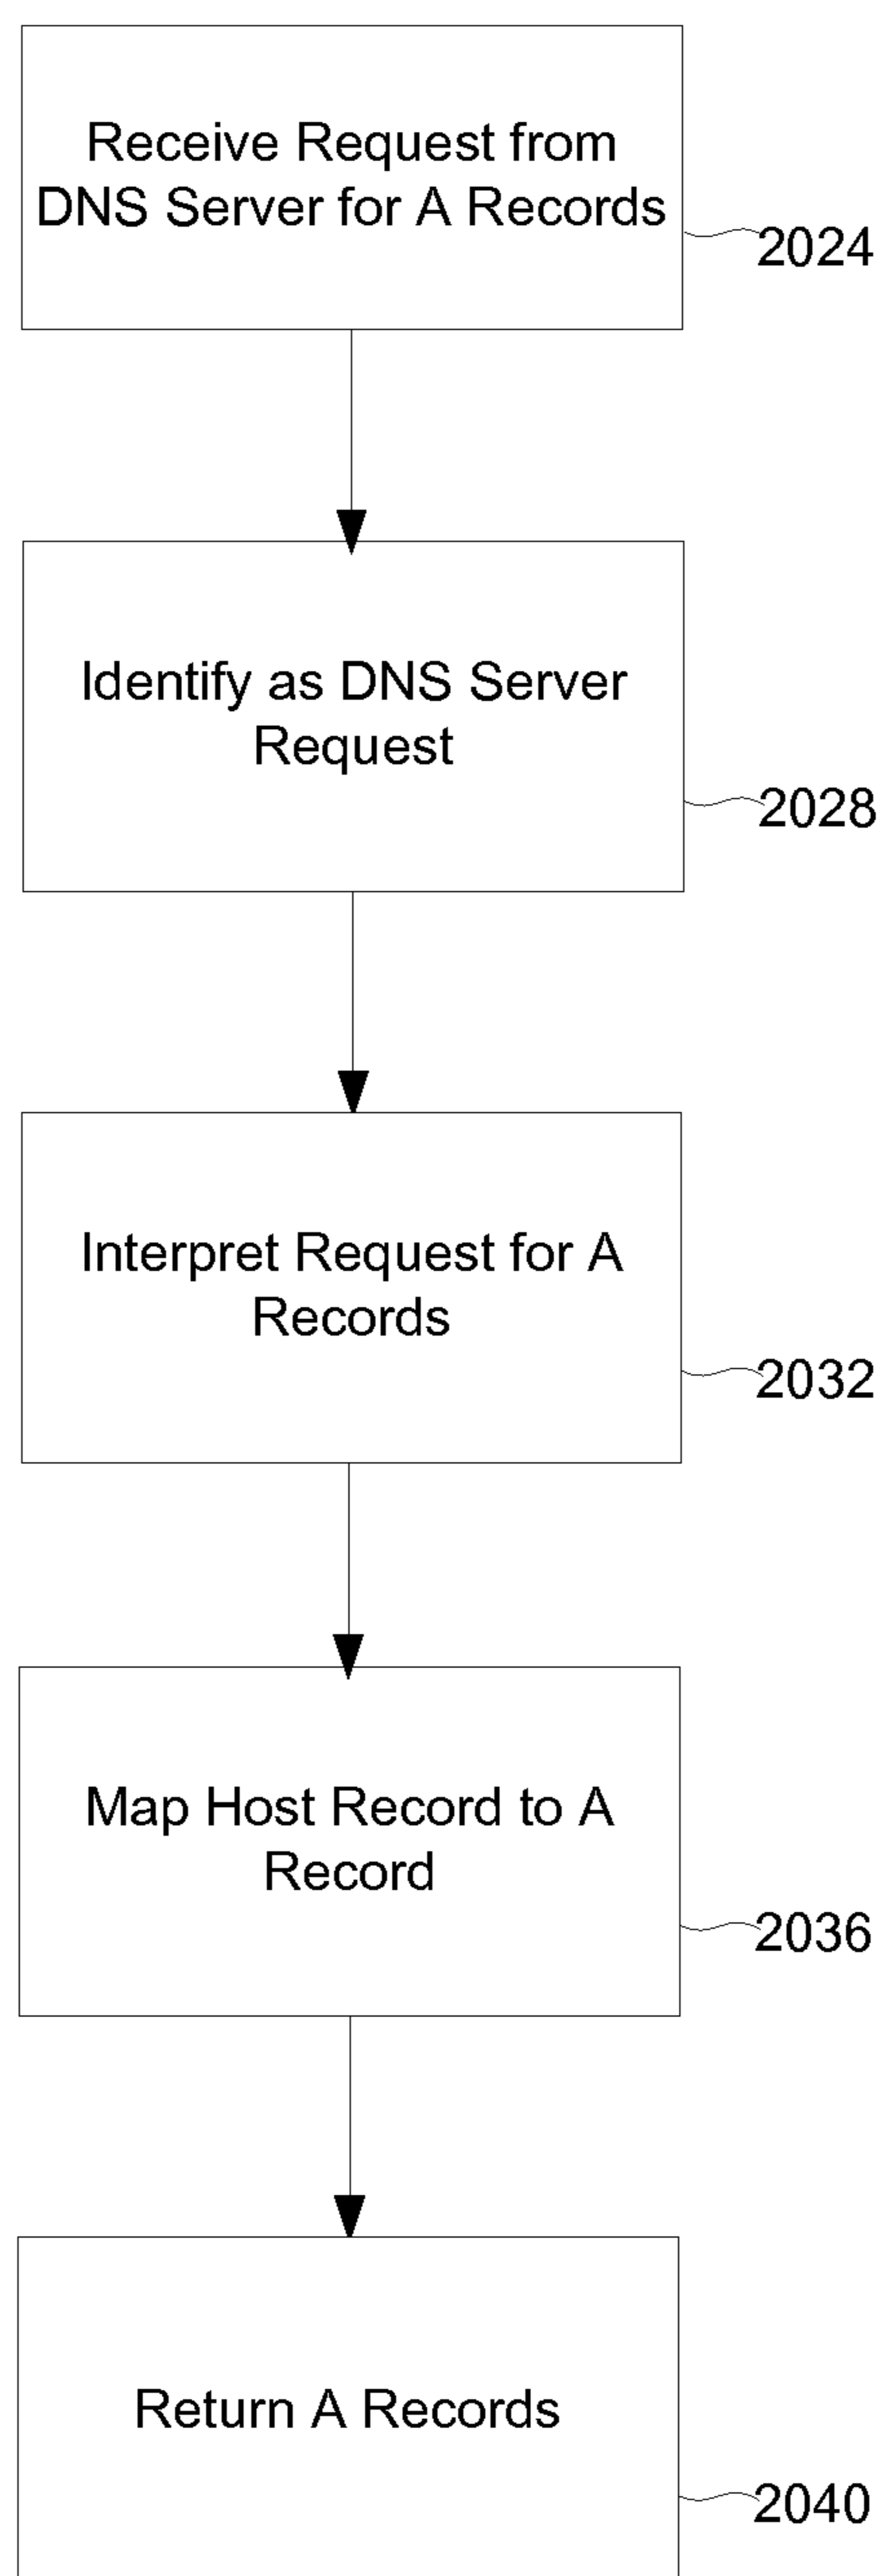 Receive Request from
DNS Server for A Records
2024
Identify as DNS Server
Request
2028
Interpret Request for A
Records
2032
Map Host Record to A
Record
2036
Return A Records
2040